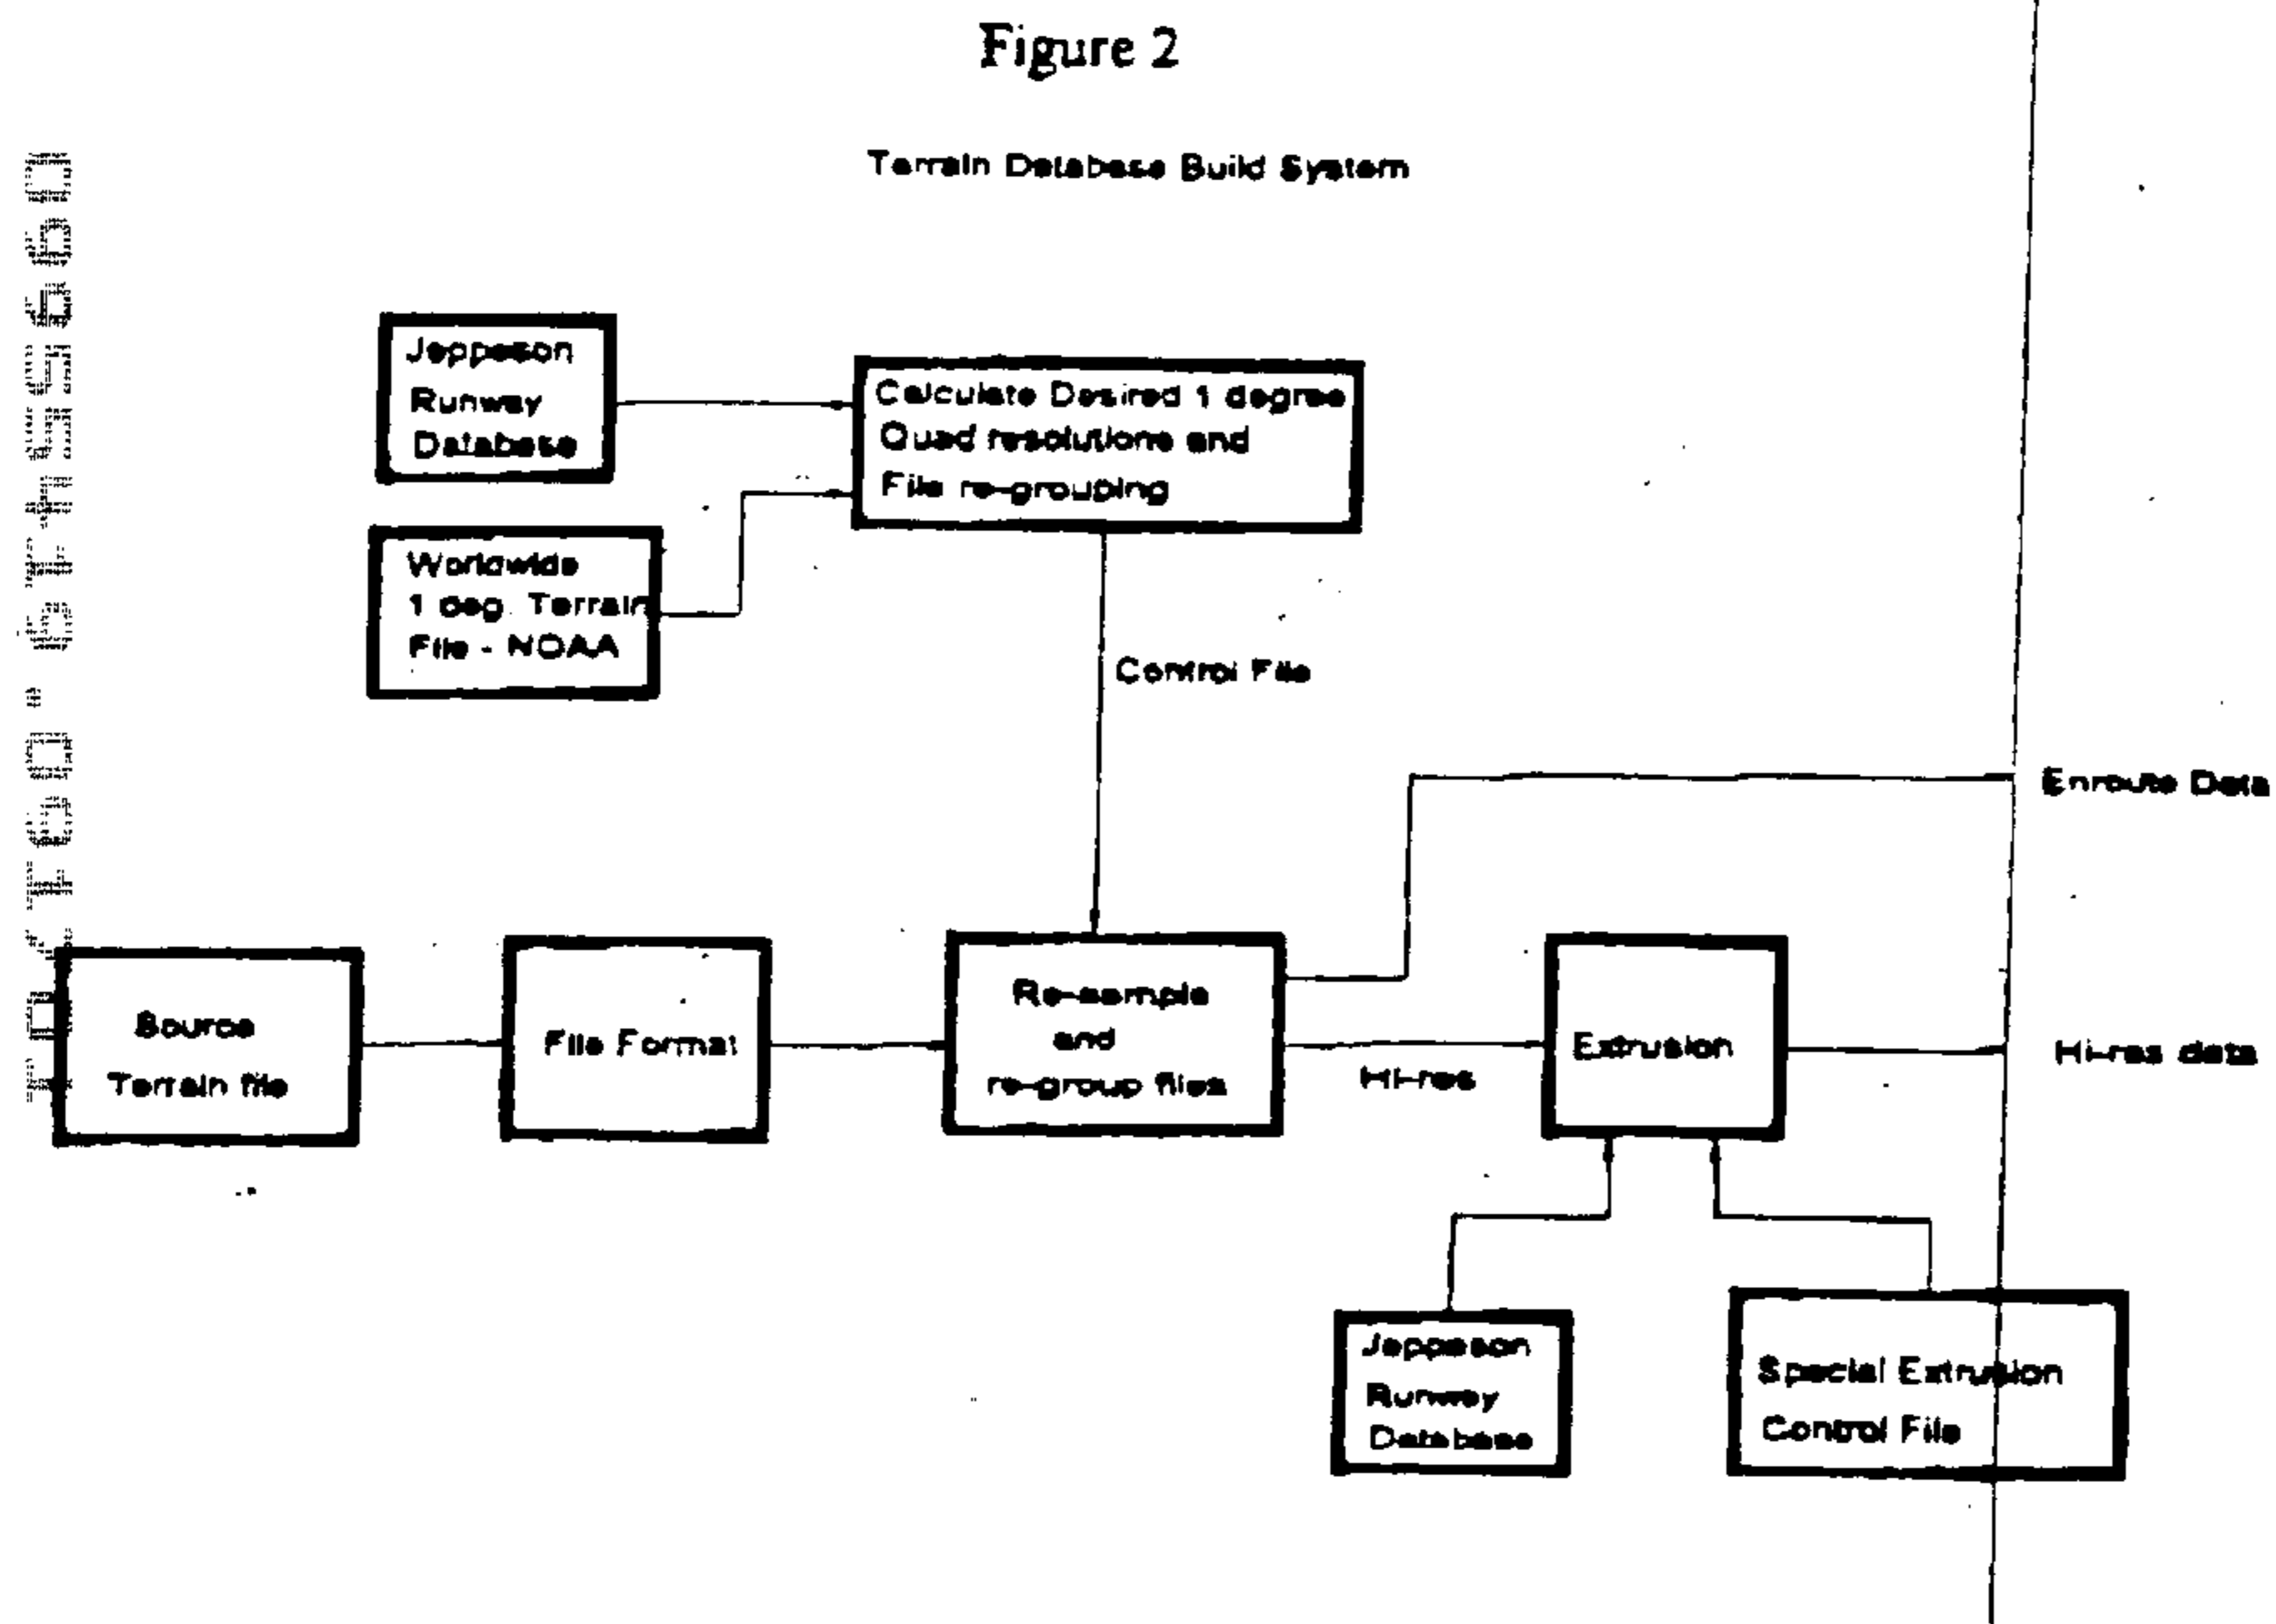 Figure 2
Terrain Database Build System
Jeppeson
Runway
Database
Calculate Desired 1 degree
Quad resolutions and
File re-grouping
Worldwide
1 deg. Terrain
File - NOAA
Control File
Enroute Data
Source
Terrain file
File Format
Re-sample
and
re-group files
Hi-res
Extrusion
Hi-res data
Jeppeson
Runway
Database
Special Extrusion
Control File